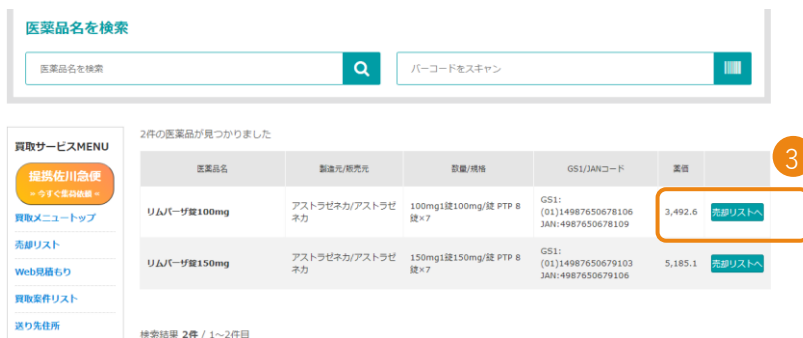 医薬品名を検索
医薬品名を検索
バーコードをスキャン
買取サービスMENU
提携佐川急便
» 今すぐ集荷依頼 «
買取メニュートップ
売却リスト
Web見積もり
買取案件リスト
送り先住所
2件の医薬品が見つかりました
医薬品名 製造元/販売元 数量/規格 GS1/JANコード 薬価
3
リムパーザ錠100mg
アストラゼネカ/アストラゼ
ネカ
100mg1錠100mg/錠 PTP 8
錠×7
GS1:
(01)14987650678106
JAN:4987650678109
3,492.6
売却リストへ
リムパーザ錠150mg
アストラゼネカ/アストラゼ
ネカ
150mg1錠150mg/錠 PTP 8
錠×7
GS1:
(01)14987650679103
JAN:4987650679106
5,185.1
売却リストへ
検索結果 2件 / 1～2件目